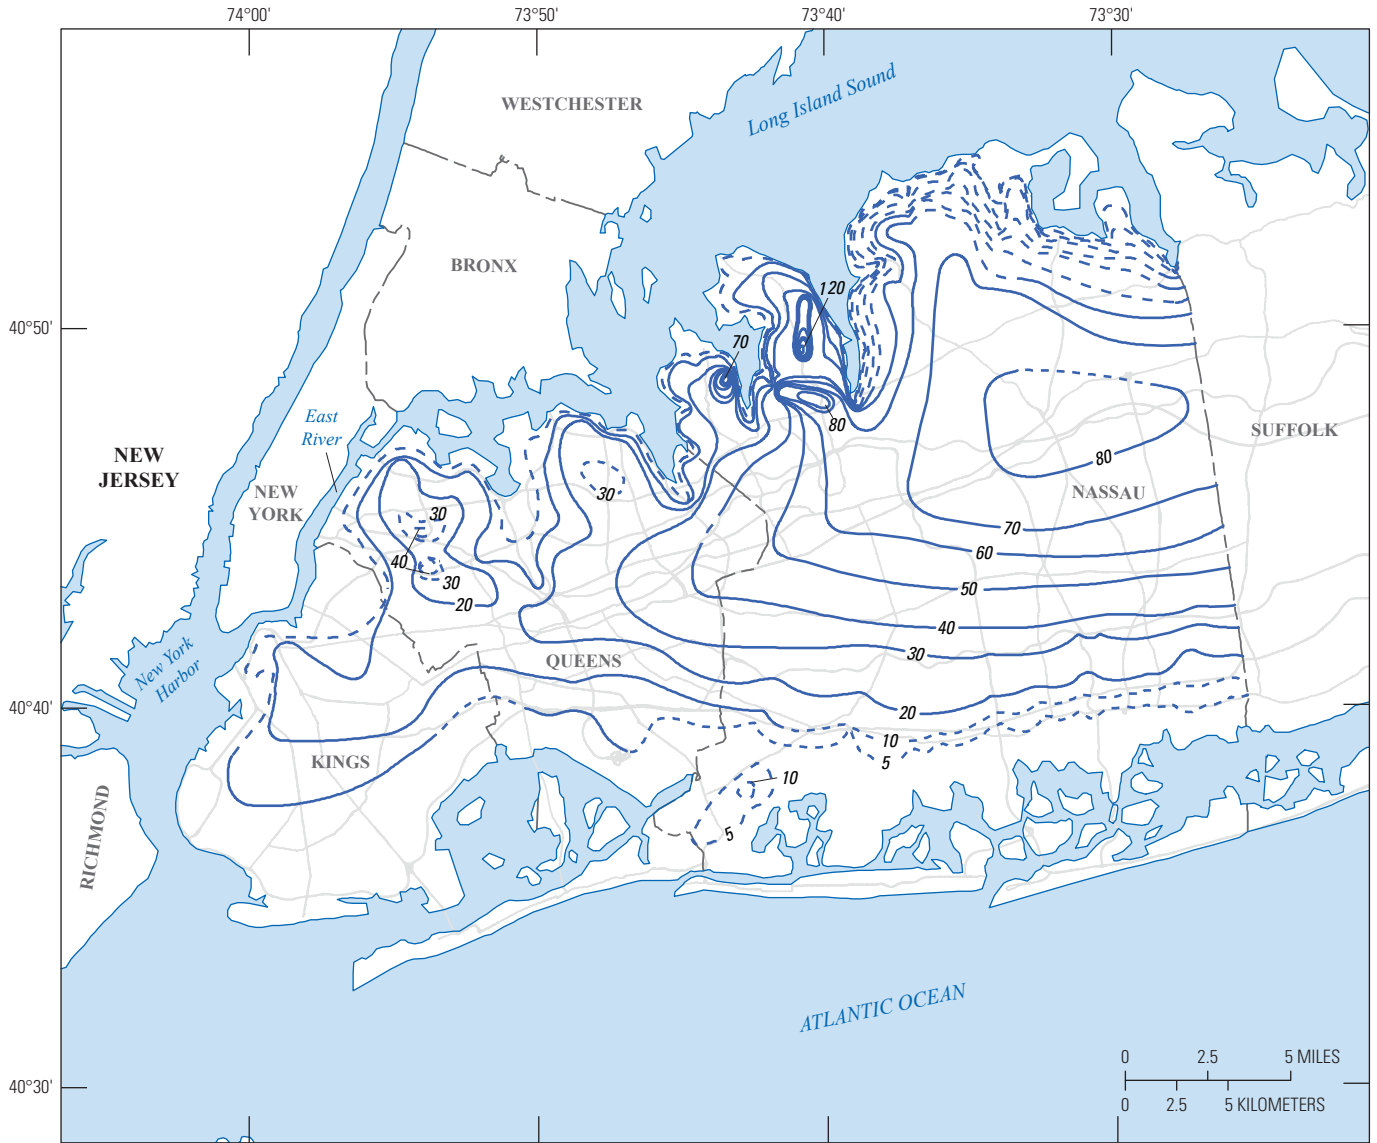 74°00'
73°50'
73°40'
73°30'
WESTCHESTER
Long Island Sound
BRONX
120
40°50'
70
East
River
80
SUFFOLK
NEW
JERSEY
80
NEW
YORK
NASSAU
30
30
70
60
40
30
50
20
40
New York
Harbor
QUEENS
30
40°40'
20
10
KINGS
5
10
RICHMOND
5
ATLANTIC OCEAN
0 2.5 5 MILES
40°30'
0 2.5 5 KILOMETERS